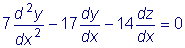 7 d²y/dx² − 17 dy/dx − 14 dz/dx = 0